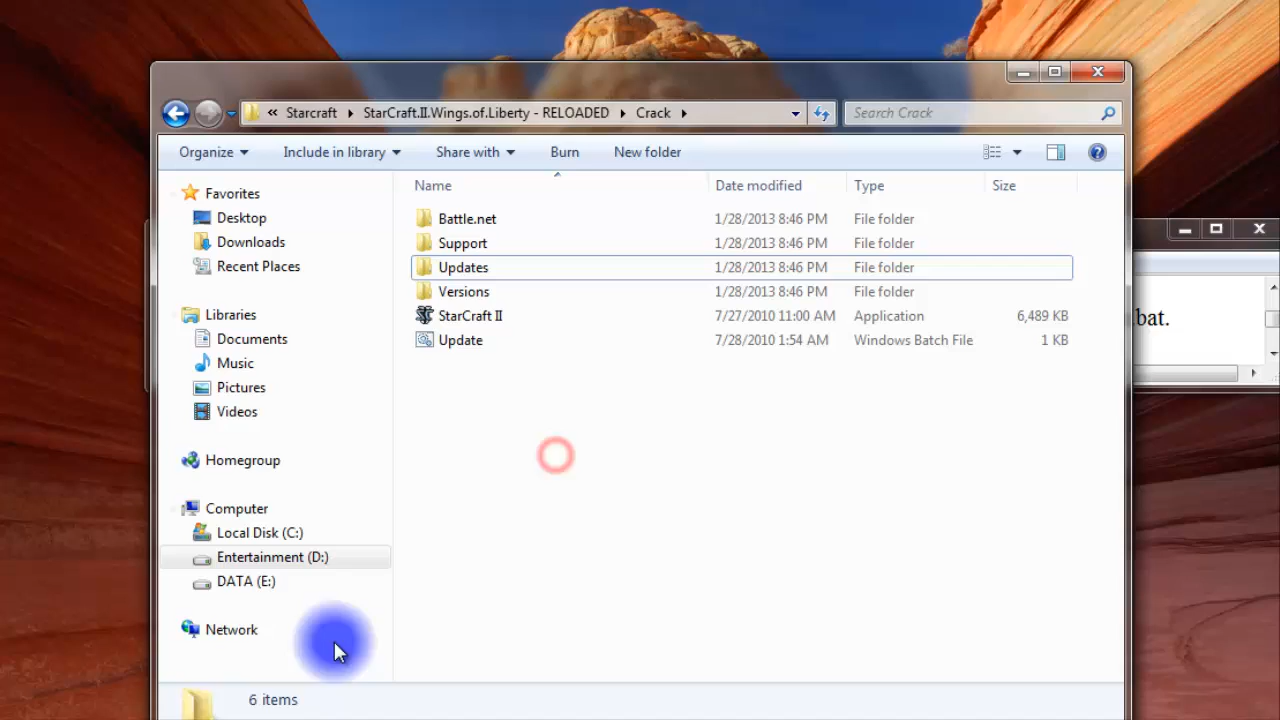 « Starcraft StarCraft.II.Wings.of.Liberty - RELOADED Crack Search Crack
Organize Include in library Share with Burn New folder
Name Date modified Type Size
Favorites
Desktop
Downloads
Recent Places
Libraries
Documents
Music
Pictures
Videos
Homegroup
Computer
Local Disk (C:)
Entertainment (D:)
DATA (E:)
Network
Battle.net 1/28/2013 8:46 PM File folder
Support 1/28/2013 8:46 PM File folder
Updates 1/28/2013 8:46 PM File folder
Versions 1/28/2013 8:46 PM File folder
StarCraft II 7/27/2010 11:00 AM Application 6,489 KB
Update 7/28/2010 1:54 AM Windows Batch File 1 KB
bat.
6 items